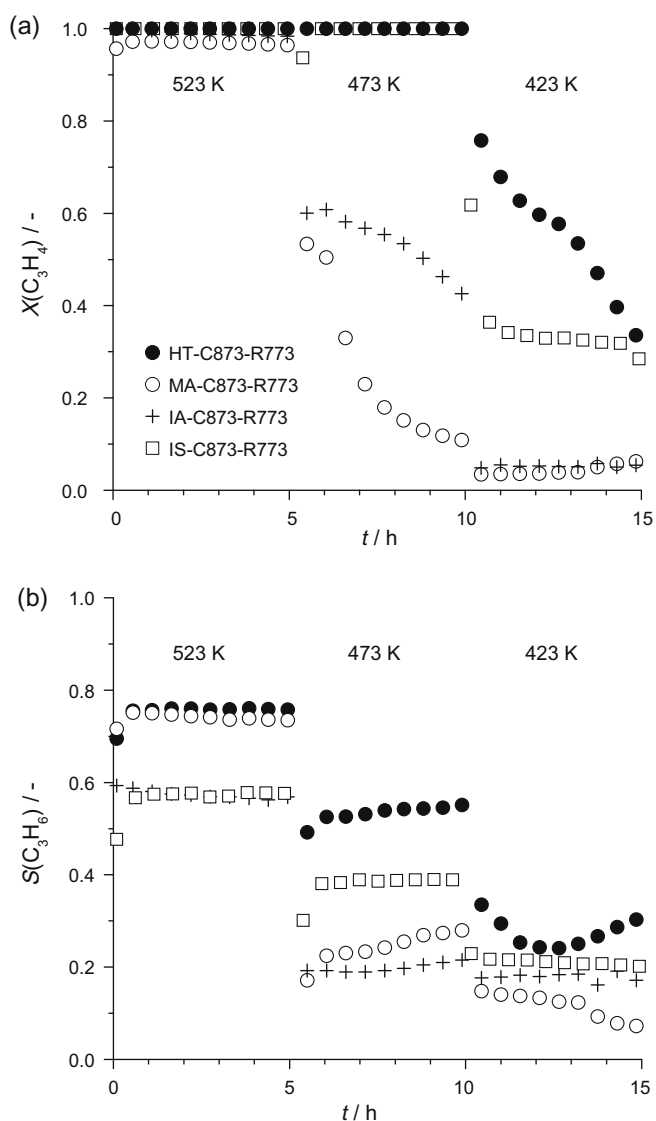 (a)
1.0
523 K 473 K 423 K
0.8
0.6
X(C₃H₄) / -
0.4
HT-C873-R773
MA-C873-R773
0.2
IA-C873-R773
IS-C873-R773
0.0
0 5 10 15
t / h
(b)
1.0
523 K 473 K 423 K
0.8
0.6
S(C₃H₆) / -
0.4
0.2
0.0
0 5 10 15
t / h